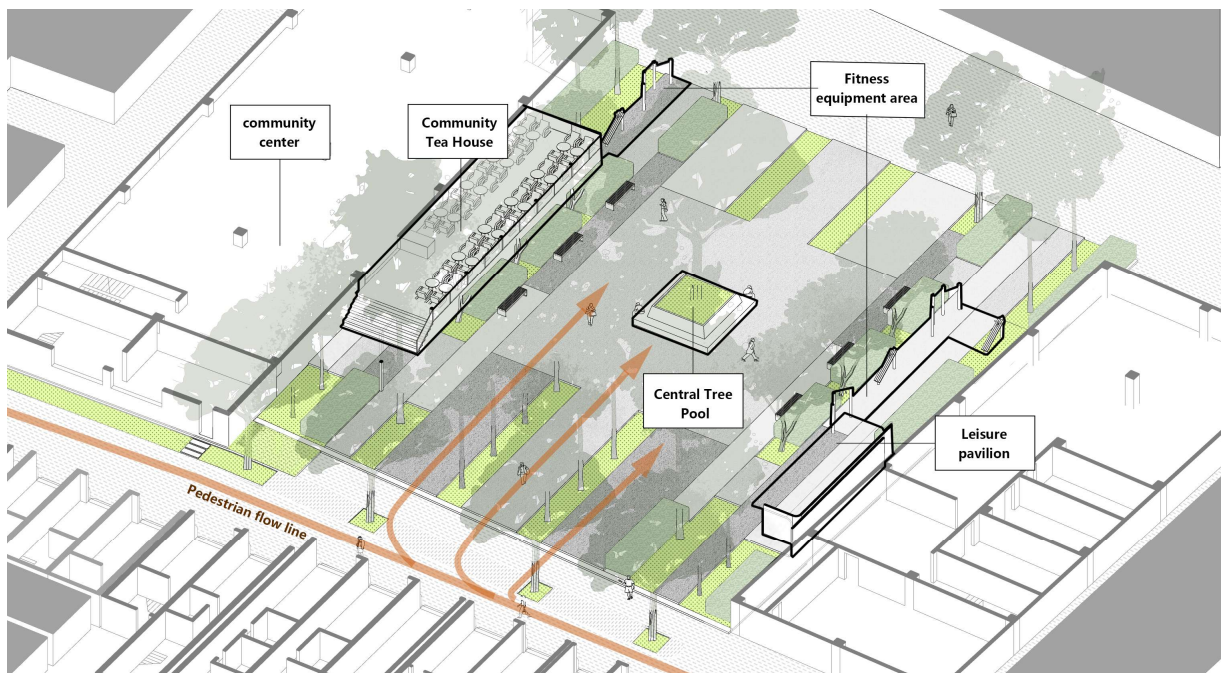 community
center
Community
Tea House
Fitness
equipment area
Central Tree
Pool
Leisure
pavilion
Pedestrian flow line